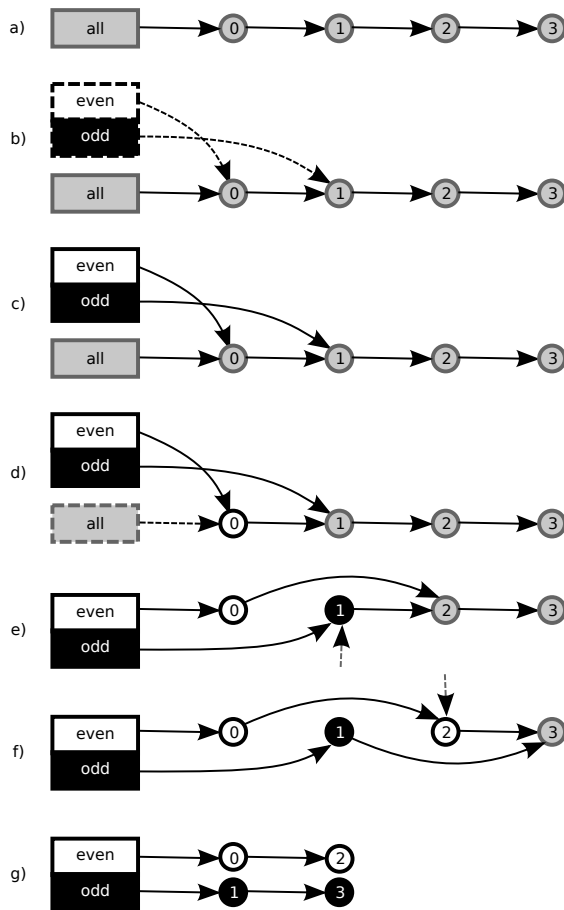 a) all 0 1 2 3
even
b) odd
all 0 1 2 3
even
c) odd
all 0 1 2 3
even
d) odd
all 0 1 2 3
e) even 0 1 2 3
odd
even 0 1 2 3
f) odd
even 0 2
g) odd 1 3